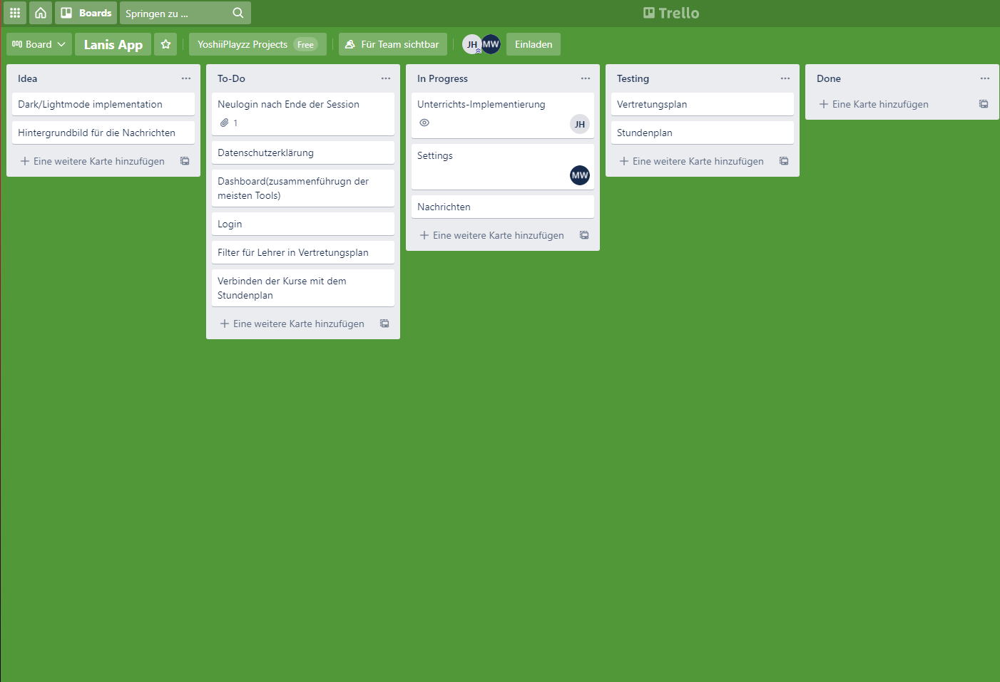 Boards
Springen zu ...
Trello
Board
Lanis App
YoshiiPlayzz Projects Free
Für Team sichtbar
JH MW
Einladen
Idea
Dark/Lightmode implementation
Hintergrundbild für die Nachrichten
Eine weitere Karte hinzufügen
To-Do
Neulogin nach Ende der Session
1
Datenschutzerklärung
Dashboard(zusammenführugn der
meisten Tools)
Login
Filter für Lehrer in Vertretungsplan
Verbinden der Kurse mit dem
Stundenplan
Eine weitere Karte hinzufügen
In Progress
Unterrichts-Implementierung
JH
Settings
MW
Nachrichten
Eine weitere Karte hinzufügen
Testing
Vertretungsplan
Stundenplan
Eine weitere Karte hinzufügen
Done
Eine Karte hinzufügen